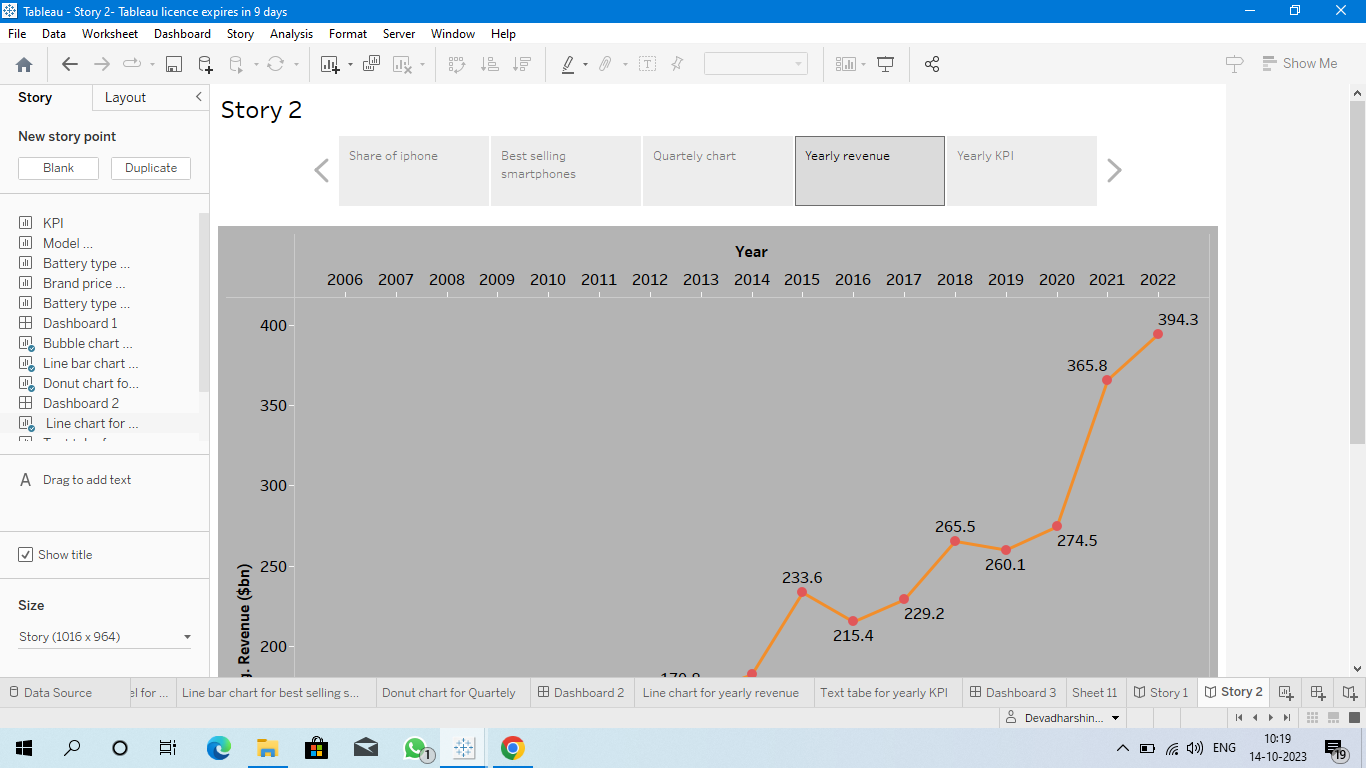 Tableau - Story 2- Tableau licence expires in 9 days
File Data Worksheet Dashboard Story Analysis Format Server Window Help
Show Me
Story Layout
New story point
Blank Duplicate
KPI
Model ...
Battery type ...
Brand price ...
Battery type ...
Dashboard 1
Bubble chart ...
Line bar chart ...
Donut chart fo...
Dashboard 2
Line chart for ...
A Drag to add text
Show title
Size
Story (1016 x 964)
Story 2
Share of iphone
Best selling
smartphones
Quartely chart
Yearly revenue
Yearly KPI
Year
2006 2007 2008 2009 2010 2011 2012 2013 2014 2015 2016 2017 2018 2019 2020 2021 2022
400
350
300
250
200
g. Revenue ($bn)
394.3
365.8
265.5
274.5
260.1
233.6
229.2
215.4
Data Source el for ... Line bar chart for best selling s... Donut chart for Quartely Dashboard 2 Line chart for yearly revenue Text tabe for yearly KPI Dashboard 3 Sheet 11 Story 1 Story 2
Devadharshin...
1
ENG
10:19
14-10-2023
19